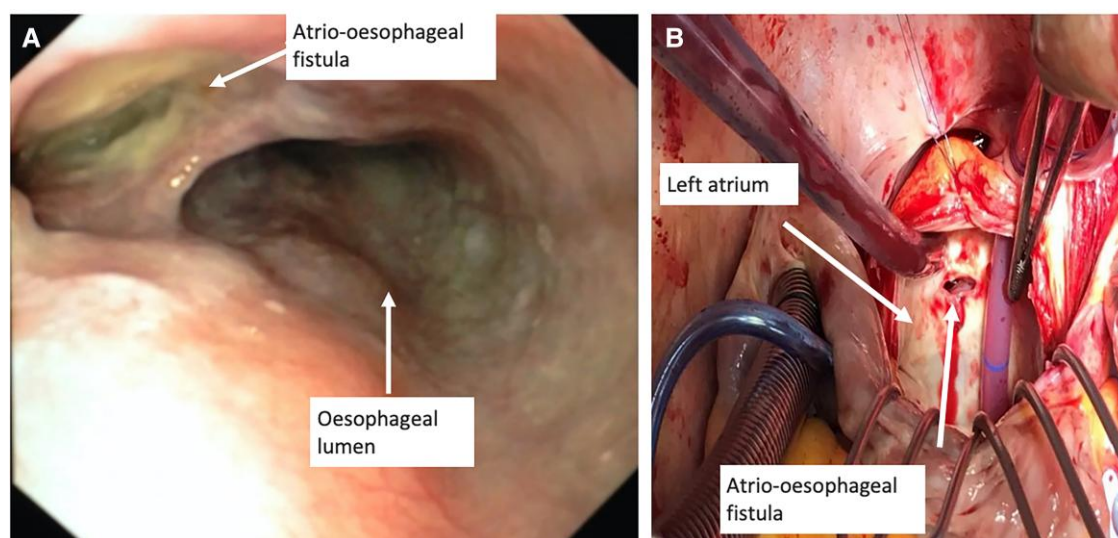 A
Atrio-oesophageal
fistula
Oesophageal
lumen
B
Left atrium
Atrio-oesophageal
fistula